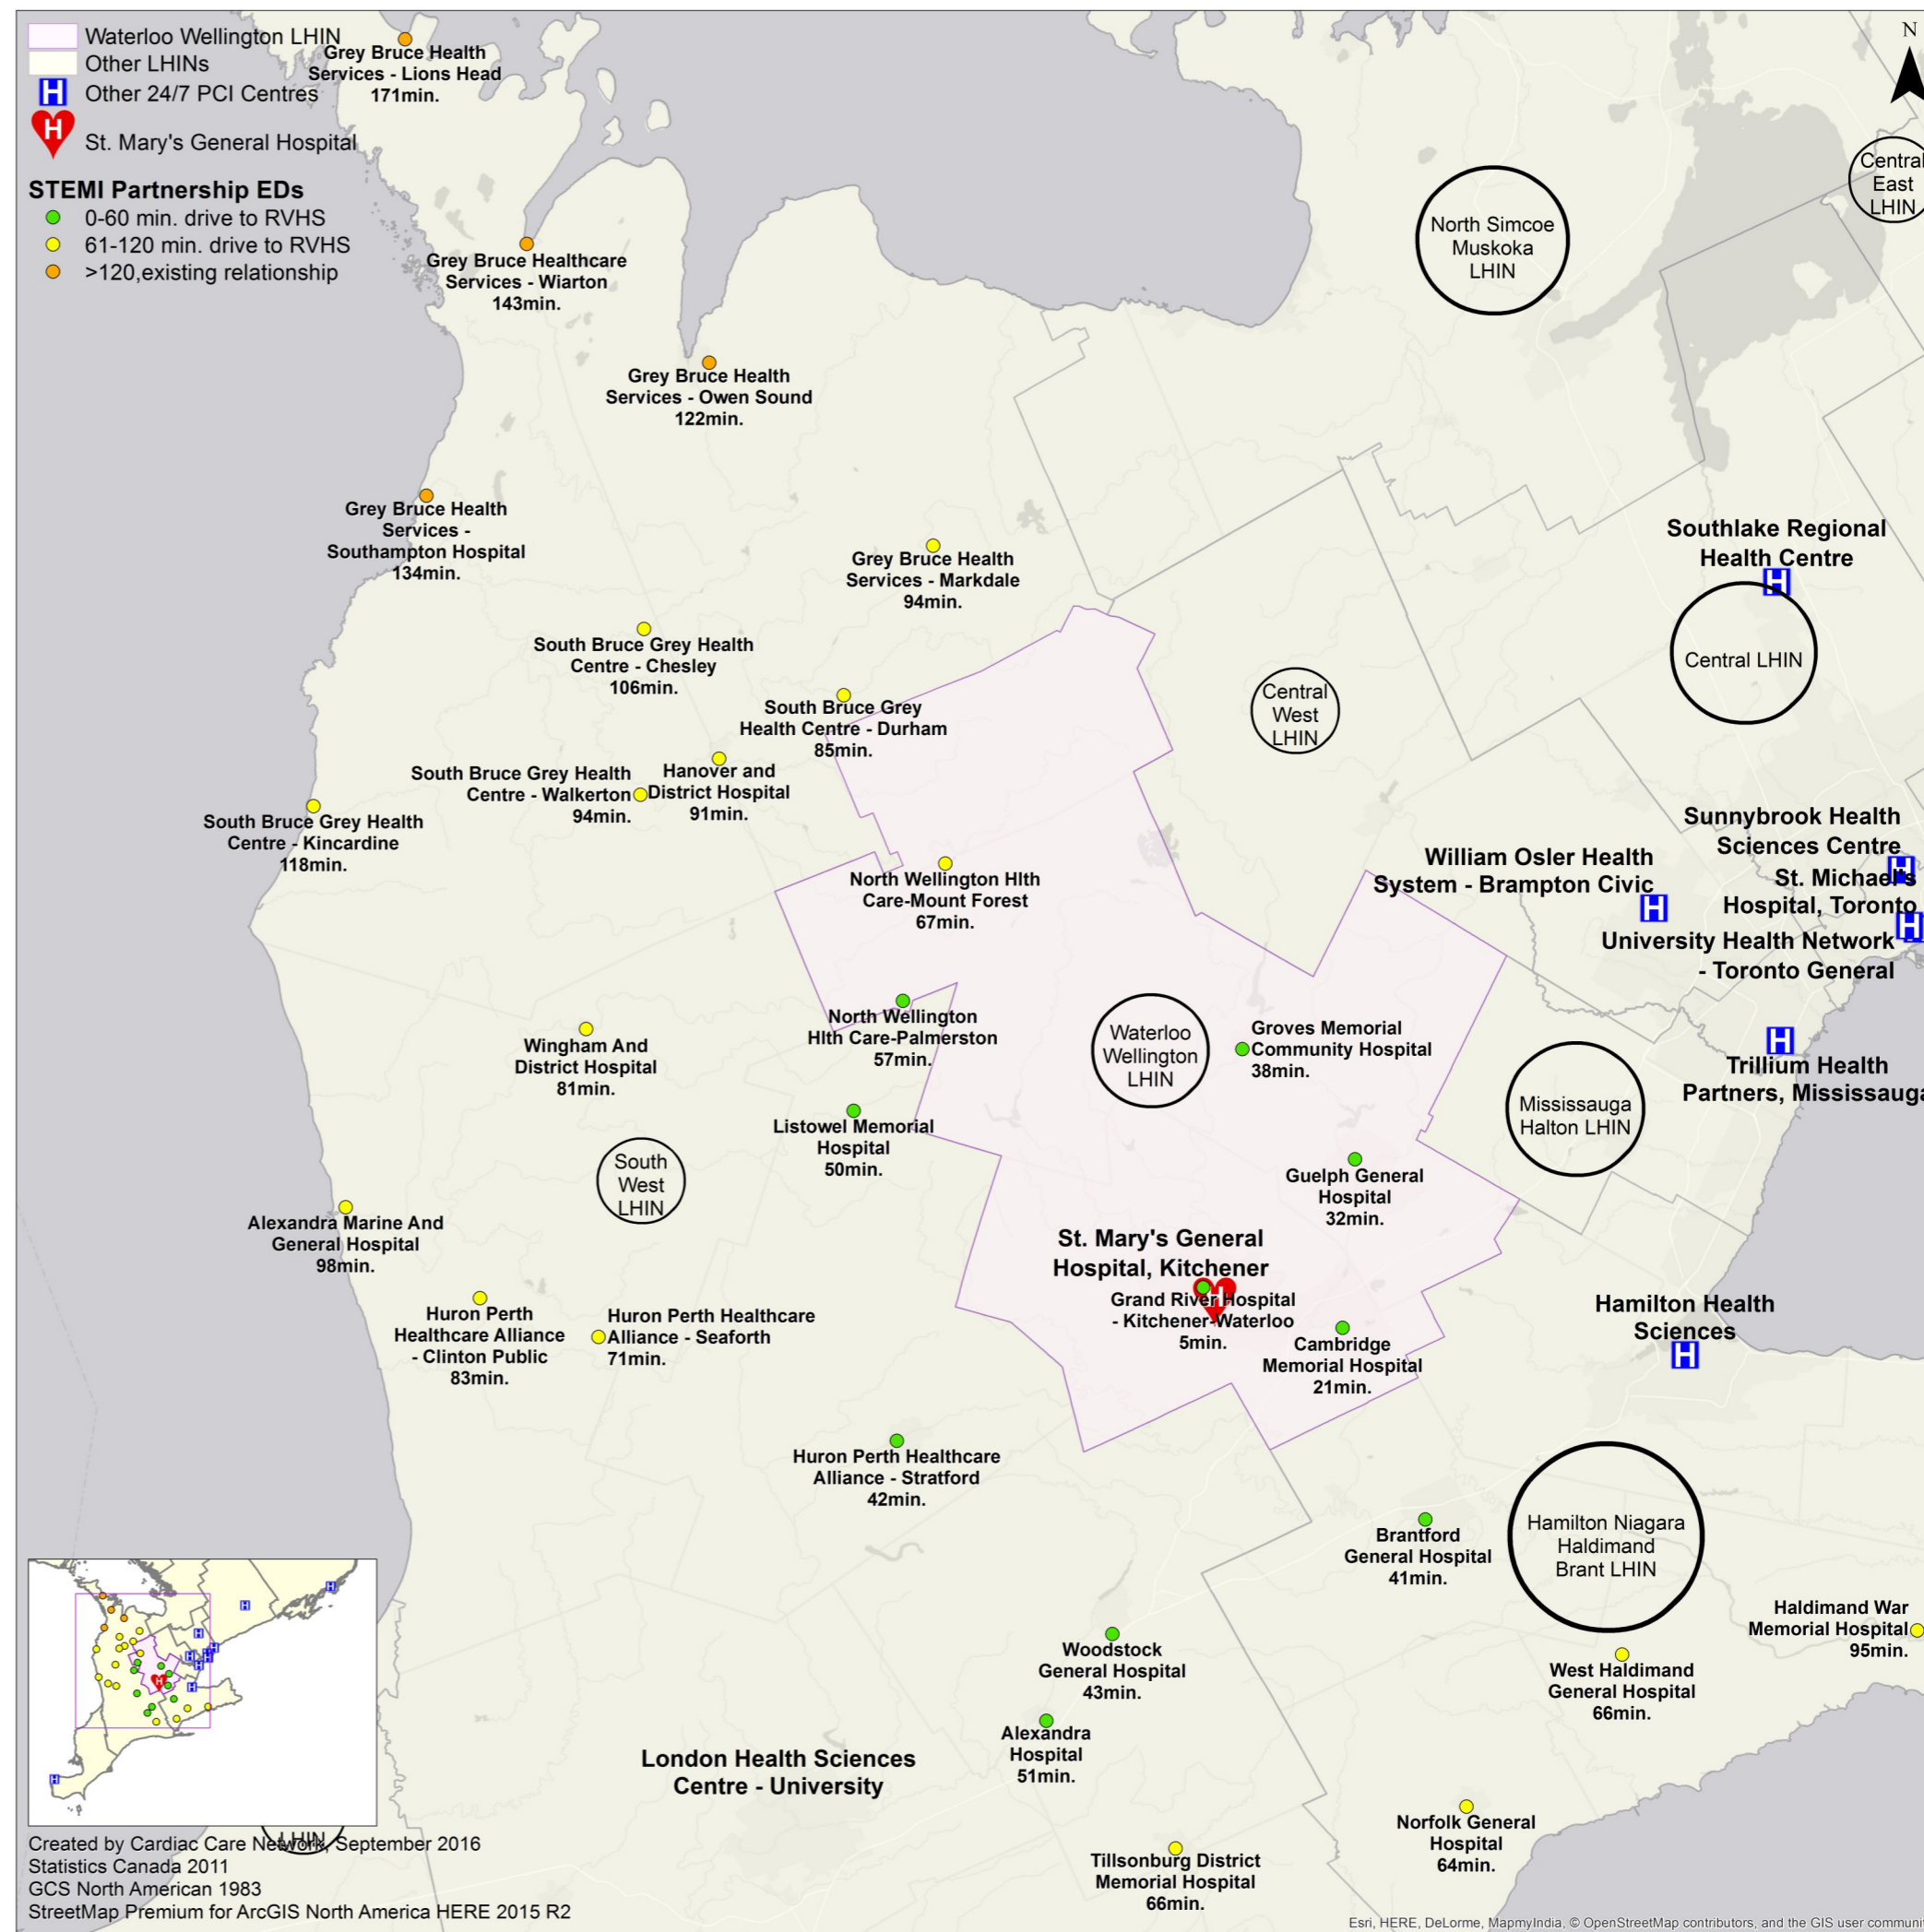 Waterloo Wellington LHIN
Other LHINs
Other 24/7 PCI Centres
St. Mary's General Hospital
STEMI Partnership EDs
0-60 min. drive to RVHS
61-120 min. drive to RVHS
>120,existing relationship
N
Grey Bruce Health
Services - Lions Head
171min.
Grey Bruce Healthcare
Services - Wiarton
143min.
Grey Bruce Health
Services - Owen Sound
122min.
Grey Bruce Health
Services -
Southampton Hospital
134min.
North Simcoe
Muskoka
LHIN
Central
East
LHIN
Southlake Regional
Health Centre
H
Central LHIN
Grey Bruce Health
Services - Markdale
94min.
South Bruce Grey Health
Centre - Chesley
106min.
South Bruce Grey
Health Centre - Durham
85min.
Central
West
LHIN
South Bruce Grey Health
Centre - Walkerton
94min.
Hanover and
District Hospital
91min.
South Bruce Grey Health
Centre - Kincardine
118min.
North Wellington Hlth
Care-Mount Forest
67min.
William Osler Health
System - Brampton Civic
H
Sunnybrook Health
Sciences Centre
H
St. Michael's
Hospital, Toronto
H
University Health Network
- Toronto General
North Wellington
Hlth Care-Palmerston
57min.
Wingham And
District Hospital
81min.
Waterloo
Wellington
LHIN
Groves Memorial
Community Hospital
38min.
H
Trillium Health
Partners, Mississauga
Mississauga
Halton LHIN
Listowel Memorial
Hospital
50min.
South
West
LHIN
Guelph General
Hospital
32min.
Alexandra Marine And
General Hospital
98min.
St. Mary's General
Hospital, Kitchener
H
Grand River Hospital
- Kitchener-Waterloo
5min.
Cambridge
Memorial Hospital
21min.
Hamilton Health
Sciences
H
Huron Perth
Healthcare Alliance
- Clinton Public
83min.
Huron Perth Healthcare
Alliance - Seaforth
71min.
Huron Perth Healthcare
Alliance - Stratford
42min.
Brantford
General Hospital
41min.
Hamilton Niagara
Haldimand
Brant LHIN
Haldimand War
Memorial Hospital
95min.
West Haldimand
General Hospital
66min.
Woodstock
General Hospital
43min.
Alexandra
Hospital
51min.
London Health Sciences
Centre - University
Norfolk General
Hospital
64min.
Tillsonburg District
Memorial Hospital
66min.
LHIN
Created by Cardiac Care Network, September 2016
Statistics Canada 2011
GCS North American 1983
StreetMap Premium for ArcGIS North America HERE 2015 R2
Esri, HERE, DeLorme, MapmyIndia, © OpenStreetMap contributors, and the GIS user communi